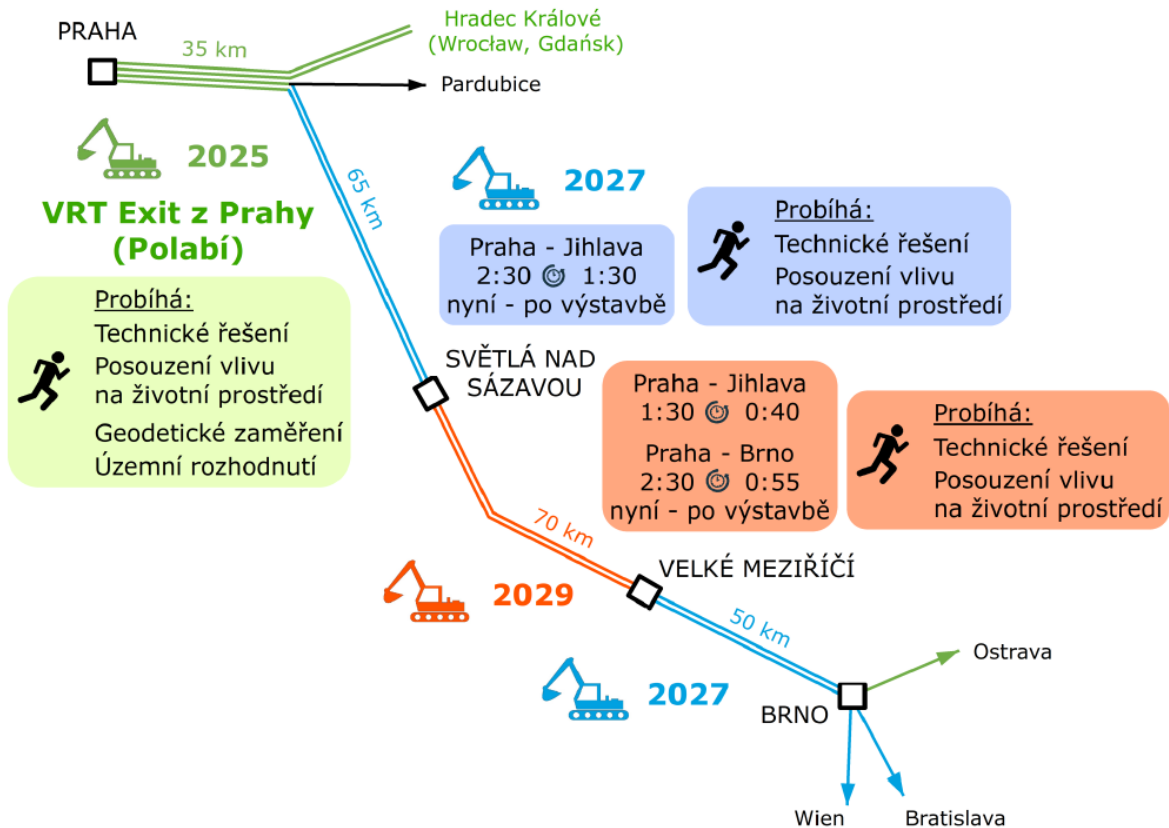 PRAHA
35 km
Hradec Králové
(Wrocław, Gdańsk)
Pardubice
2025
VRT Exit z Prahy
(Polabí)
Probíhá:
Technické řešení
Posouzení vlivu
na životní prostředí
Geodetické zaměření
Územní rozhodnutí
65 km
2027
Praha - Jihlava
2:30 1:30
nyní - po výstavbě
Probíhá:
Technické řešení
Posouzení vlivu
na životní prostředí
SVĚTLÁ NAD
SÁZAVOU
Praha - Jihlava
1:30 0:40
Praha - Brno
2:30 0:55
nyní - po výstavbě
Probíhá:
Technické řešení
Posouzení vlivu
na životní prostředí
70 km
2029
VELKÉ MEZIŘÍČÍ
50 km
2027
BRNO
Ostrava
Wien
Bratislava